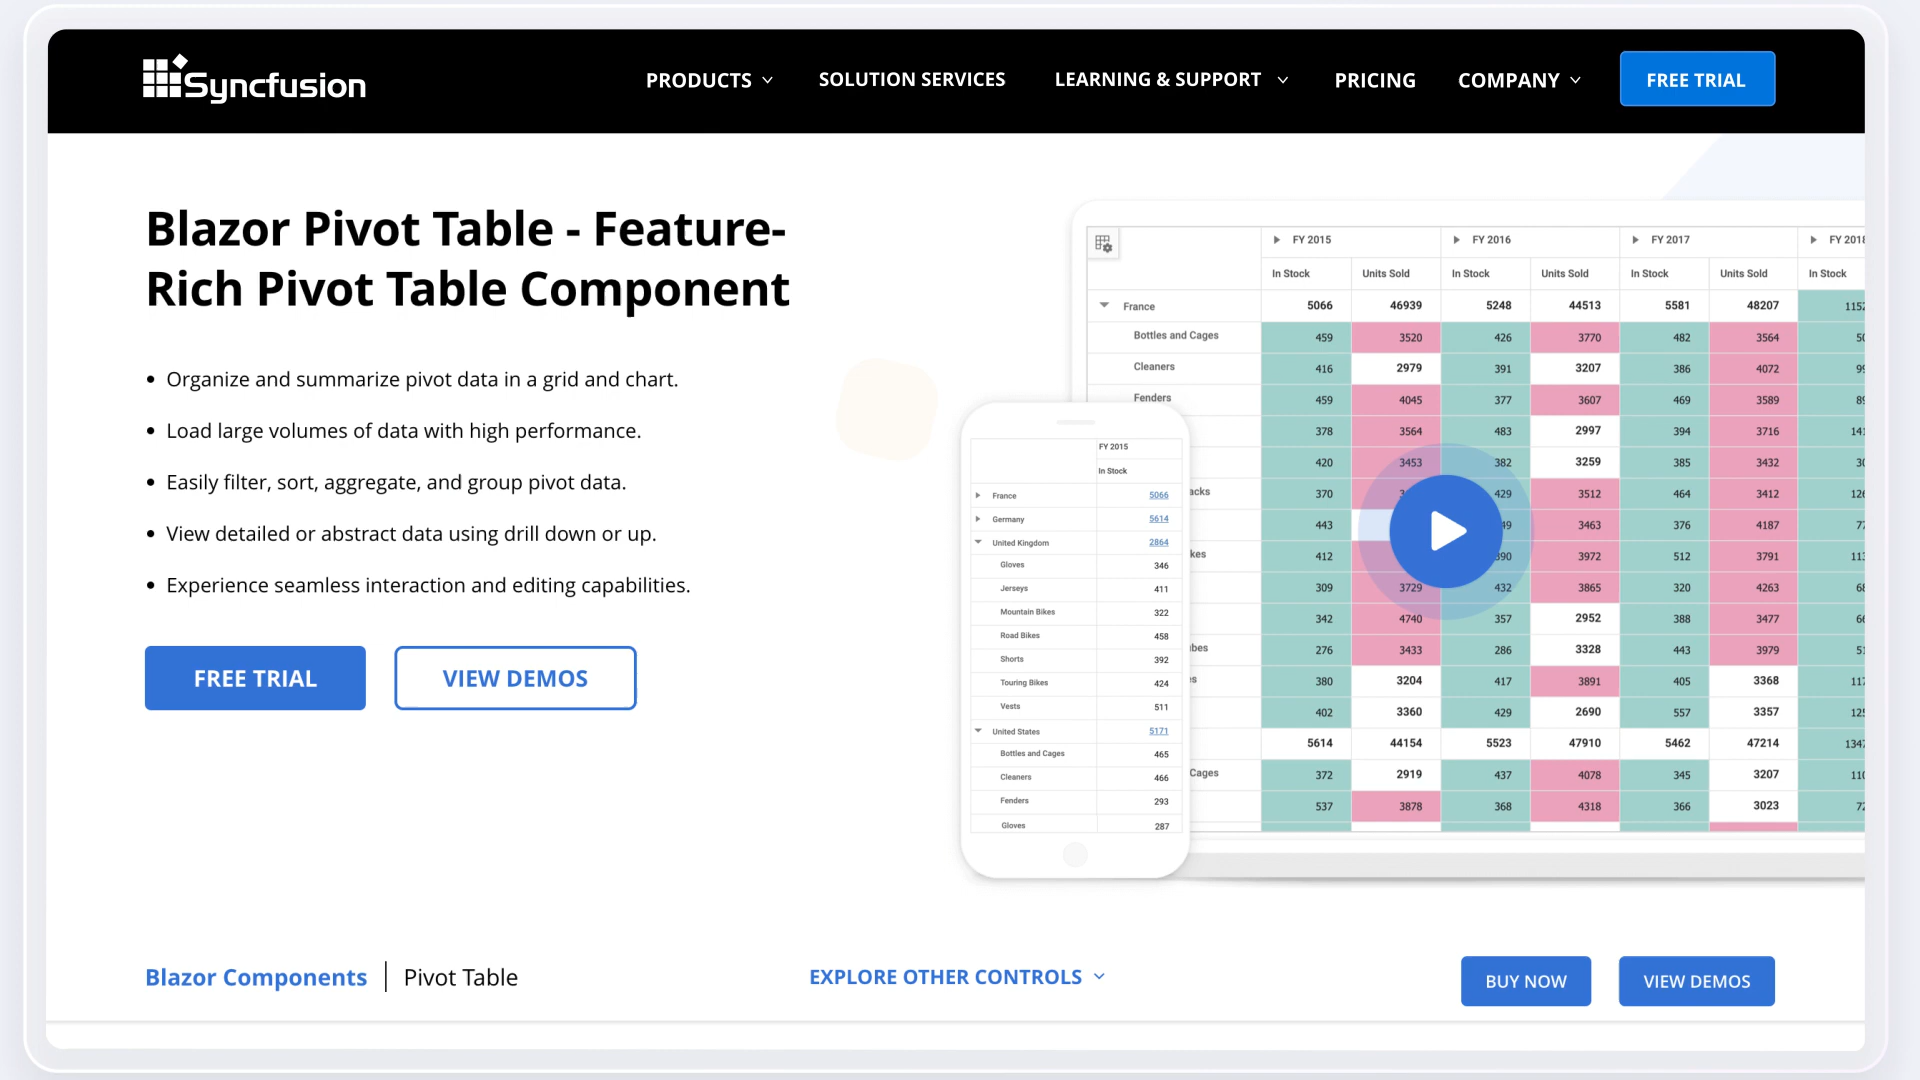 Syncfusion
PRODUCTS SOLUTION SERVICES LEARNING & SUPPORT PRICING COMPANY FREE TRIAL
Blazor Pivot Table - Feature-
Rich Pivot Table Component
• Organize and summarize pivot data in a grid and chart.
• Load large volumes of data with high performance.
• Easily filter, sort, aggregate, and group pivot data.
• View detailed or abstract data using drill down or up.
• Experience seamless interaction and editing capabilities.
FREE TRIAL VIEW DEMOS
FY 2015 FY 2016 FY 2017 FY 2018
In Stock Units Sold In Stock Units Sold In Stock Units Sold In Stock
France 5066 46939 5248 44513 5581 48207
Bottles and Cages 459 3520 426 3770 482 3564
Cleaners 416 2979 391 3207 386 4072
Fenders 459 4045 377 3607 469 3589
378 3564 483 2997 394 3716
420 3453 382 3259 385 3432
370 429 3512 464 3412
443 3463 376 4187
412 3972 512 3791
309 3729 432 3865 320 4263
342 4740 357 2952 388 3477
276 3433 286 3328 443 3979
380 3204 417 3891 405 3368
402 3360 429 2690 557 3357
5614 44154 5523 47910 5462 47214
Cages 372 2919 437 4078 345 3207
537 3878 368 4318 366 3023
FY 2015
In Stock
France 5066
Germany 5614
United Kingdom 2864
Gloves 346
Jerseys 411
Mountain Bikes 322
Road Bikes 458
Shorts 392
Touring Bikes 424
Vests 511
United States 5171
Bottles and Cages 465
Cleaners 466
Fenders 293
Gloves 287
Blazor Components | Pivot Table EXPLORE OTHER CONTROLS BUY NOW VIEW DEMOS